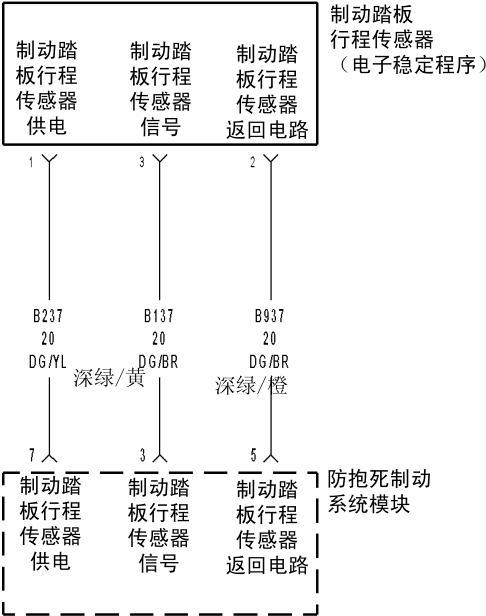 制动踏板
行程传感器
（电子稳定程序）
制动踏
板行程
传感器
供电
制动踏
板行程
传感器
信号
制动踏
板行程
传感器
返回电路
1
3
2
B237
20
DG/YL
B137
20
DG/BR
B937
20
DG/BR
深绿/黄
深绿/橙
7
3
5
防抱死制动
系统模块
制动踏
板行程
传感器
供电
制动踏
板行程
传感器
信号
制动踏
板行程
传感器
返回电路